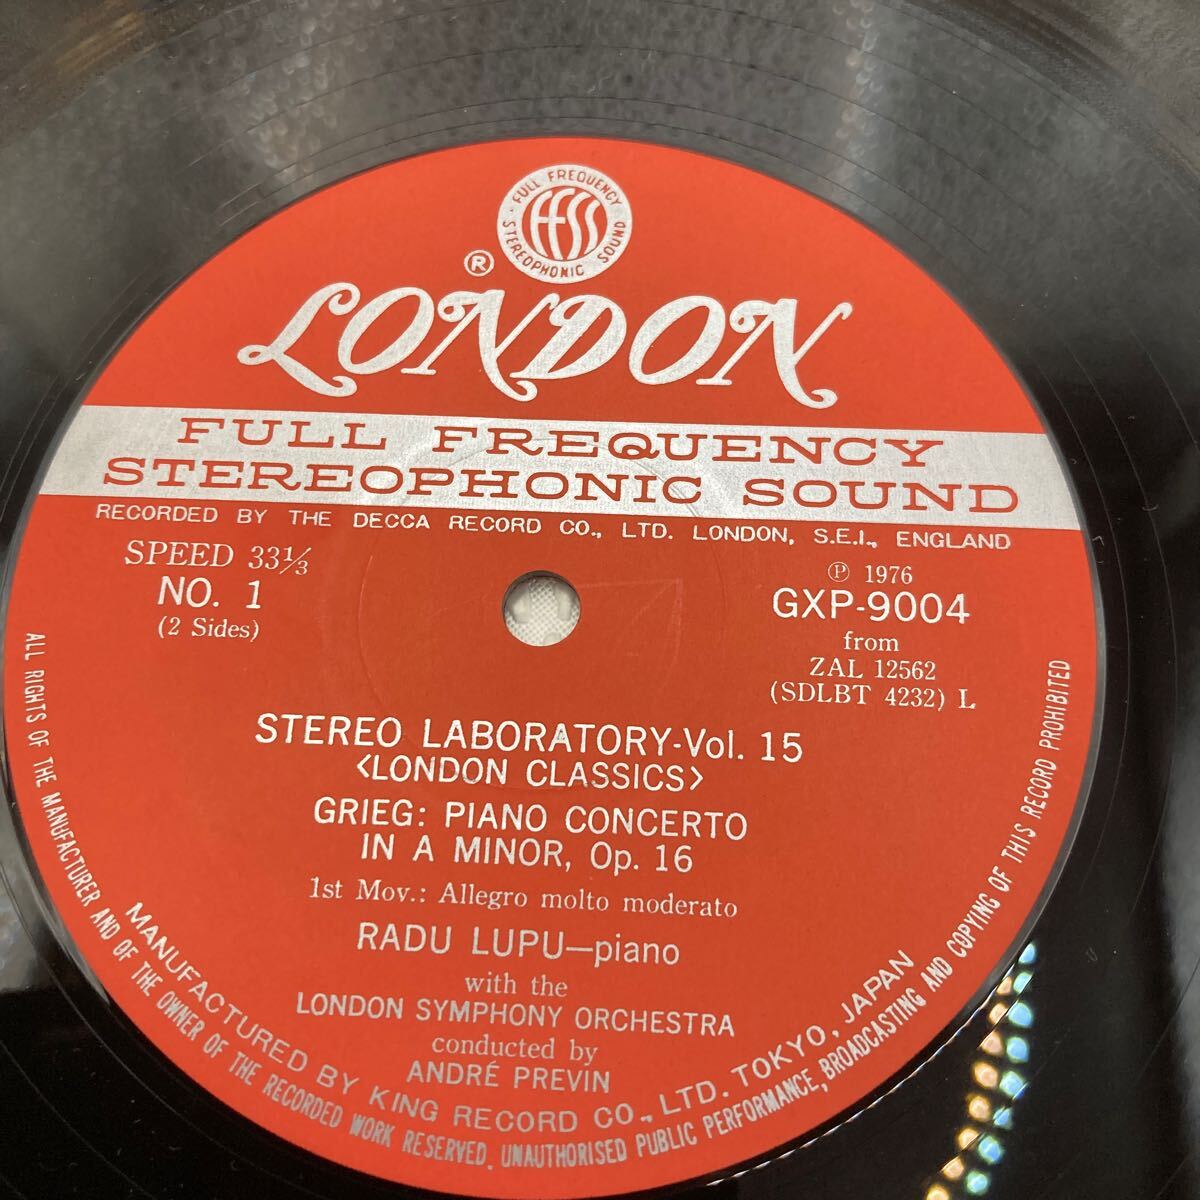 FULL FREQUENCY STEREOPHONIC SOUND
FFSS
®
LONDON
FULL FREQUENCY
STEREOPHONIC SOUND
RECORDED BY THE DECCA RECORD CO., LTD. LONDON, S.E.I., ENGLAND
SPEED 33⅓
NO. 1
(2 Sides)
℗ 1976
GXP-9004
from
ZAL 12562
(SDLBT 4232) L
STEREO LABORATORY-Vol. 15
<LONDON CLASSICS>
GRIEG: PIANO CONCERTO
IN A MINOR, Op. 16
1st Mov.: Allegro molto moderato
RADU LUPU—piano
with the
LONDON SYMPHONY ORCHESTRA
conducted by
ANDRÉ PREVIN
MANUFACTURED BY KING RECORD CO., LTD. TOKYO, JAPAN
ALL RIGHTS OF THE MANUFACTURER AND OF THE OWNER OF THE RECORDED WORK RESERVED. UNAUTHORISED PUBLIC PERFORMANCE, BROADCASTING AND COPYING OF THIS RECORD PROHIBITED